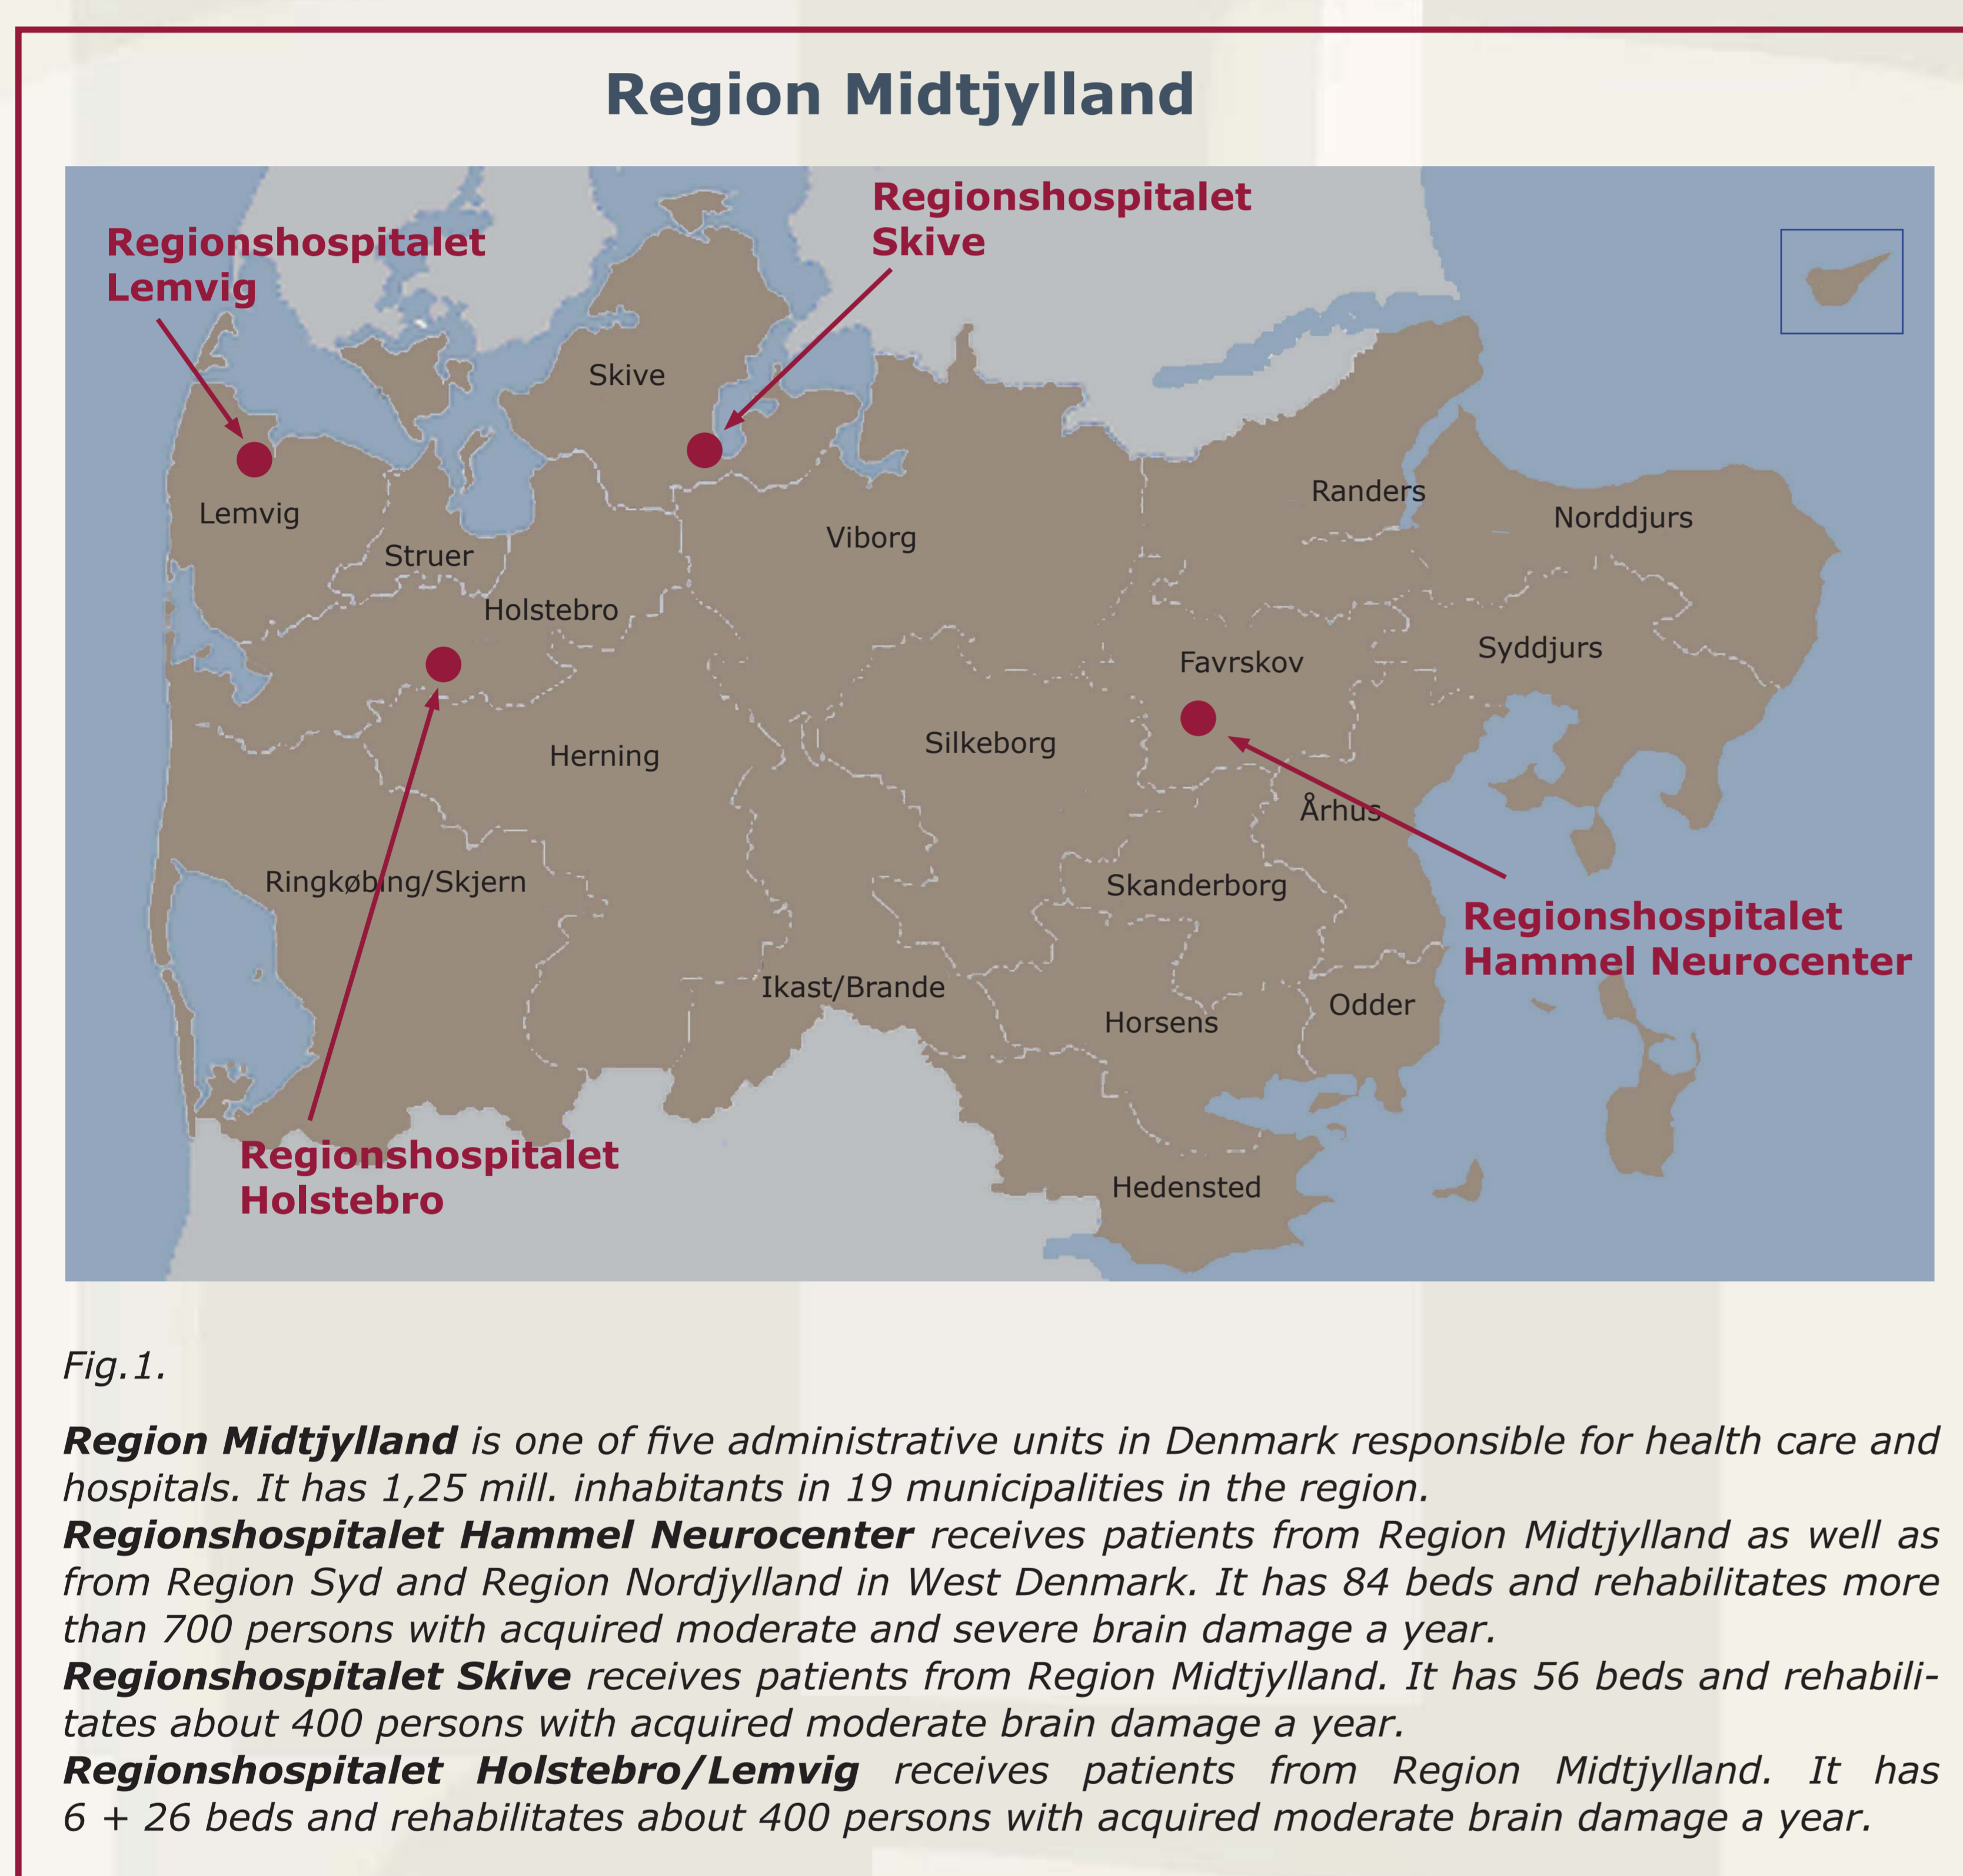 Region Midtjylland
Regionshospitalet
Skive
Regionshospitalet
Lemvig
Skive
Randers
Norddjurs
Lemvig
Viborg
Struer
Holstebro
Syddjurs
Favrskov
Silkeborg
Herning
Århus
Ringkøbing/Skjern
Skanderborg
Regionshospitalet
Hammel Neurocenter
Ikast/Brande
Odder
Horsens
Regionshospitalet
Holstebro
Hedensted
Fig.1.
Region Midtjylland is one of five administrative units in Denmark responsible for health care and
hospitals. It has 1,25 mill. inhabitants in 19 municipalities in the region.
Regionshospitalet Hammel Neurocenter receives patients from Region Midtjylland as well as
from Region Syd and Region Nordjylland in West Denmark. It has 84 beds and rehabilitates more
than 700 persons with acquired moderate and severe brain damage a year.
Regionshospitalet Skive receives patients from Region Midtjylland. It has 56 beds and rehabili-
tates about 400 persons with acquired moderate brain damage a year.
Regionshospitalet Holstebro/Lemvig receives patients from Region Midtjylland. It has
6 + 26 beds and rehabilitates about 400 persons with acquired moderate brain damage a year.